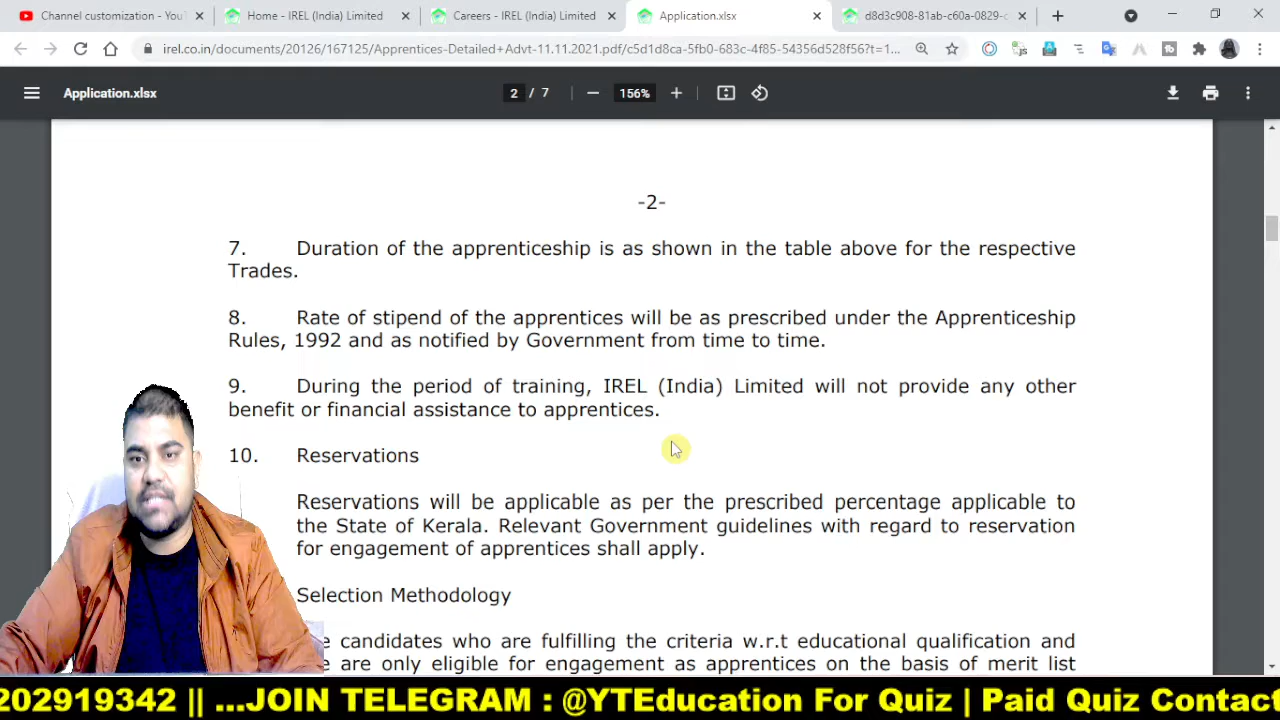 Channel customization - You
Home - IREL (India) Limited
Careers - IREL (India) Limited
Application.xlsx
d8d3c908-81ab-c60a-0829-c
irel.co.in/documents/20126/167125/Apprentices-Detailed+Advt-11.11.2021.pdf/c5d1d8ca-5fb0-683c-4f85-54356d528f56?t=1...
Application.xlsx
2 / 7
156%
-2-
7. Duration of the apprenticeship is as shown in the table above for the respective
Trades.
8. Rate of stipend of the apprentices will be as prescribed under the Apprenticeship
Rules, 1992 and as notified by Government from time to time.
9. During the period of training, IREL (India) Limited will not provide any other
benefit or financial assistance to apprentices.
10. Reservations
Reservations will be applicable as per the prescribed percentage applicable to
the State of Kerala. Relevant Government guidelines with regard to reservation
for engagement of apprentices shall apply.
Selection Methodology
candidates who are fulfilling the criteria w.r.t educational qualification and
are only eligible for engagement as apprentices on the basis of merit list
202919342 || ...JOIN TELEGRAM : @YTEducation For Quiz | Paid Quiz Contact